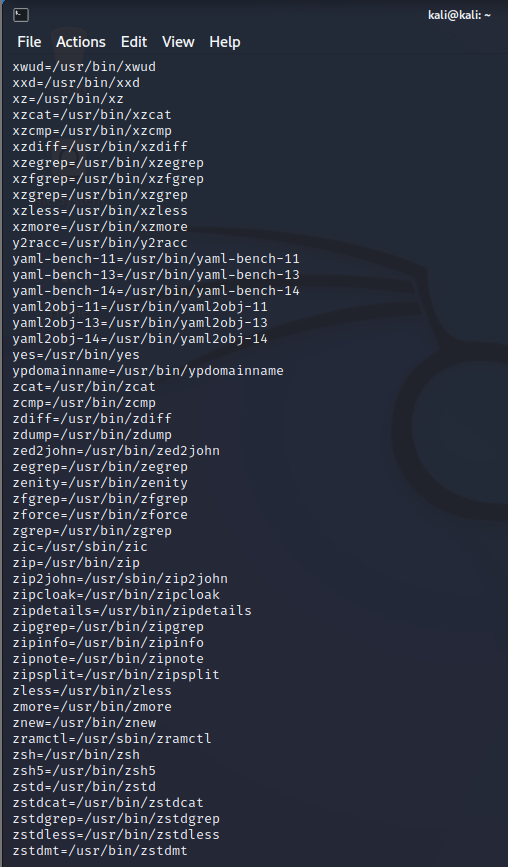 kali@kali: ~
File Actions Edit View Help
xwud=/usr/bin/xwud
xxd=/usr/bin/xxd
xz=/usr/bin/xz
xzcat=/usr/bin/xzcat
xzcmp=/usr/bin/xzcmp
xzdiff=/usr/bin/xzdiff
xzegrep=/usr/bin/xzegrep
xzfgrep=/usr/bin/xzfgrep
xzgrep=/usr/bin/xzgrep
xzless=/usr/bin/xzless
xzmore=/usr/bin/xzmore
y2racc=/usr/bin/y2racc
yaml-bench-11=/usr/bin/yaml-bench-11
yaml-bench-13=/usr/bin/yaml-bench-13
yaml-bench-14=/usr/bin/yaml-bench-14
yaml2obj-11=/usr/bin/yaml2obj-11
yaml2obj-13=/usr/bin/yaml2obj-13
yaml2obj-14=/usr/bin/yaml2obj-14
yes=/usr/bin/yes
ypdomainname=/usr/bin/ypdomainname
zcat=/usr/bin/zcat
zcmp=/usr/bin/zcmp
zdiff=/usr/bin/zdiff
zdump=/usr/bin/zdump
zed2john=/usr/bin/zed2john
zegrep=/usr/bin/zegrep
zenity=/usr/bin/zenity
zfgrep=/usr/bin/zfgrep
zforce=/usr/bin/zforce
zgrep=/usr/bin/zgrep
zic=/usr/sbin/zic
zip=/usr/bin/zip
zip2john=/usr/sbin/zip2john
zipcloak=/usr/bin/zipcloak
zipdetails=/usr/bin/zipdetails
zipgrep=/usr/bin/zipgrep
zipinfo=/usr/bin/zipinfo
zipnote=/usr/bin/zipnote
zipsplit=/usr/bin/zipsplit
zless=/usr/bin/zless
zmore=/usr/bin/zmore
znew=/usr/bin/znew
zramctl=/usr/sbin/zramctl
zsh=/usr/bin/zsh
zsh5=/usr/bin/zsh5
zstd=/usr/bin/zstd
zstdcat=/usr/bin/zstdcat
zstdgrep=/usr/bin/zstdgrep
zstdless=/usr/bin/zstdless
zstdmt=/usr/bin/zstdmt